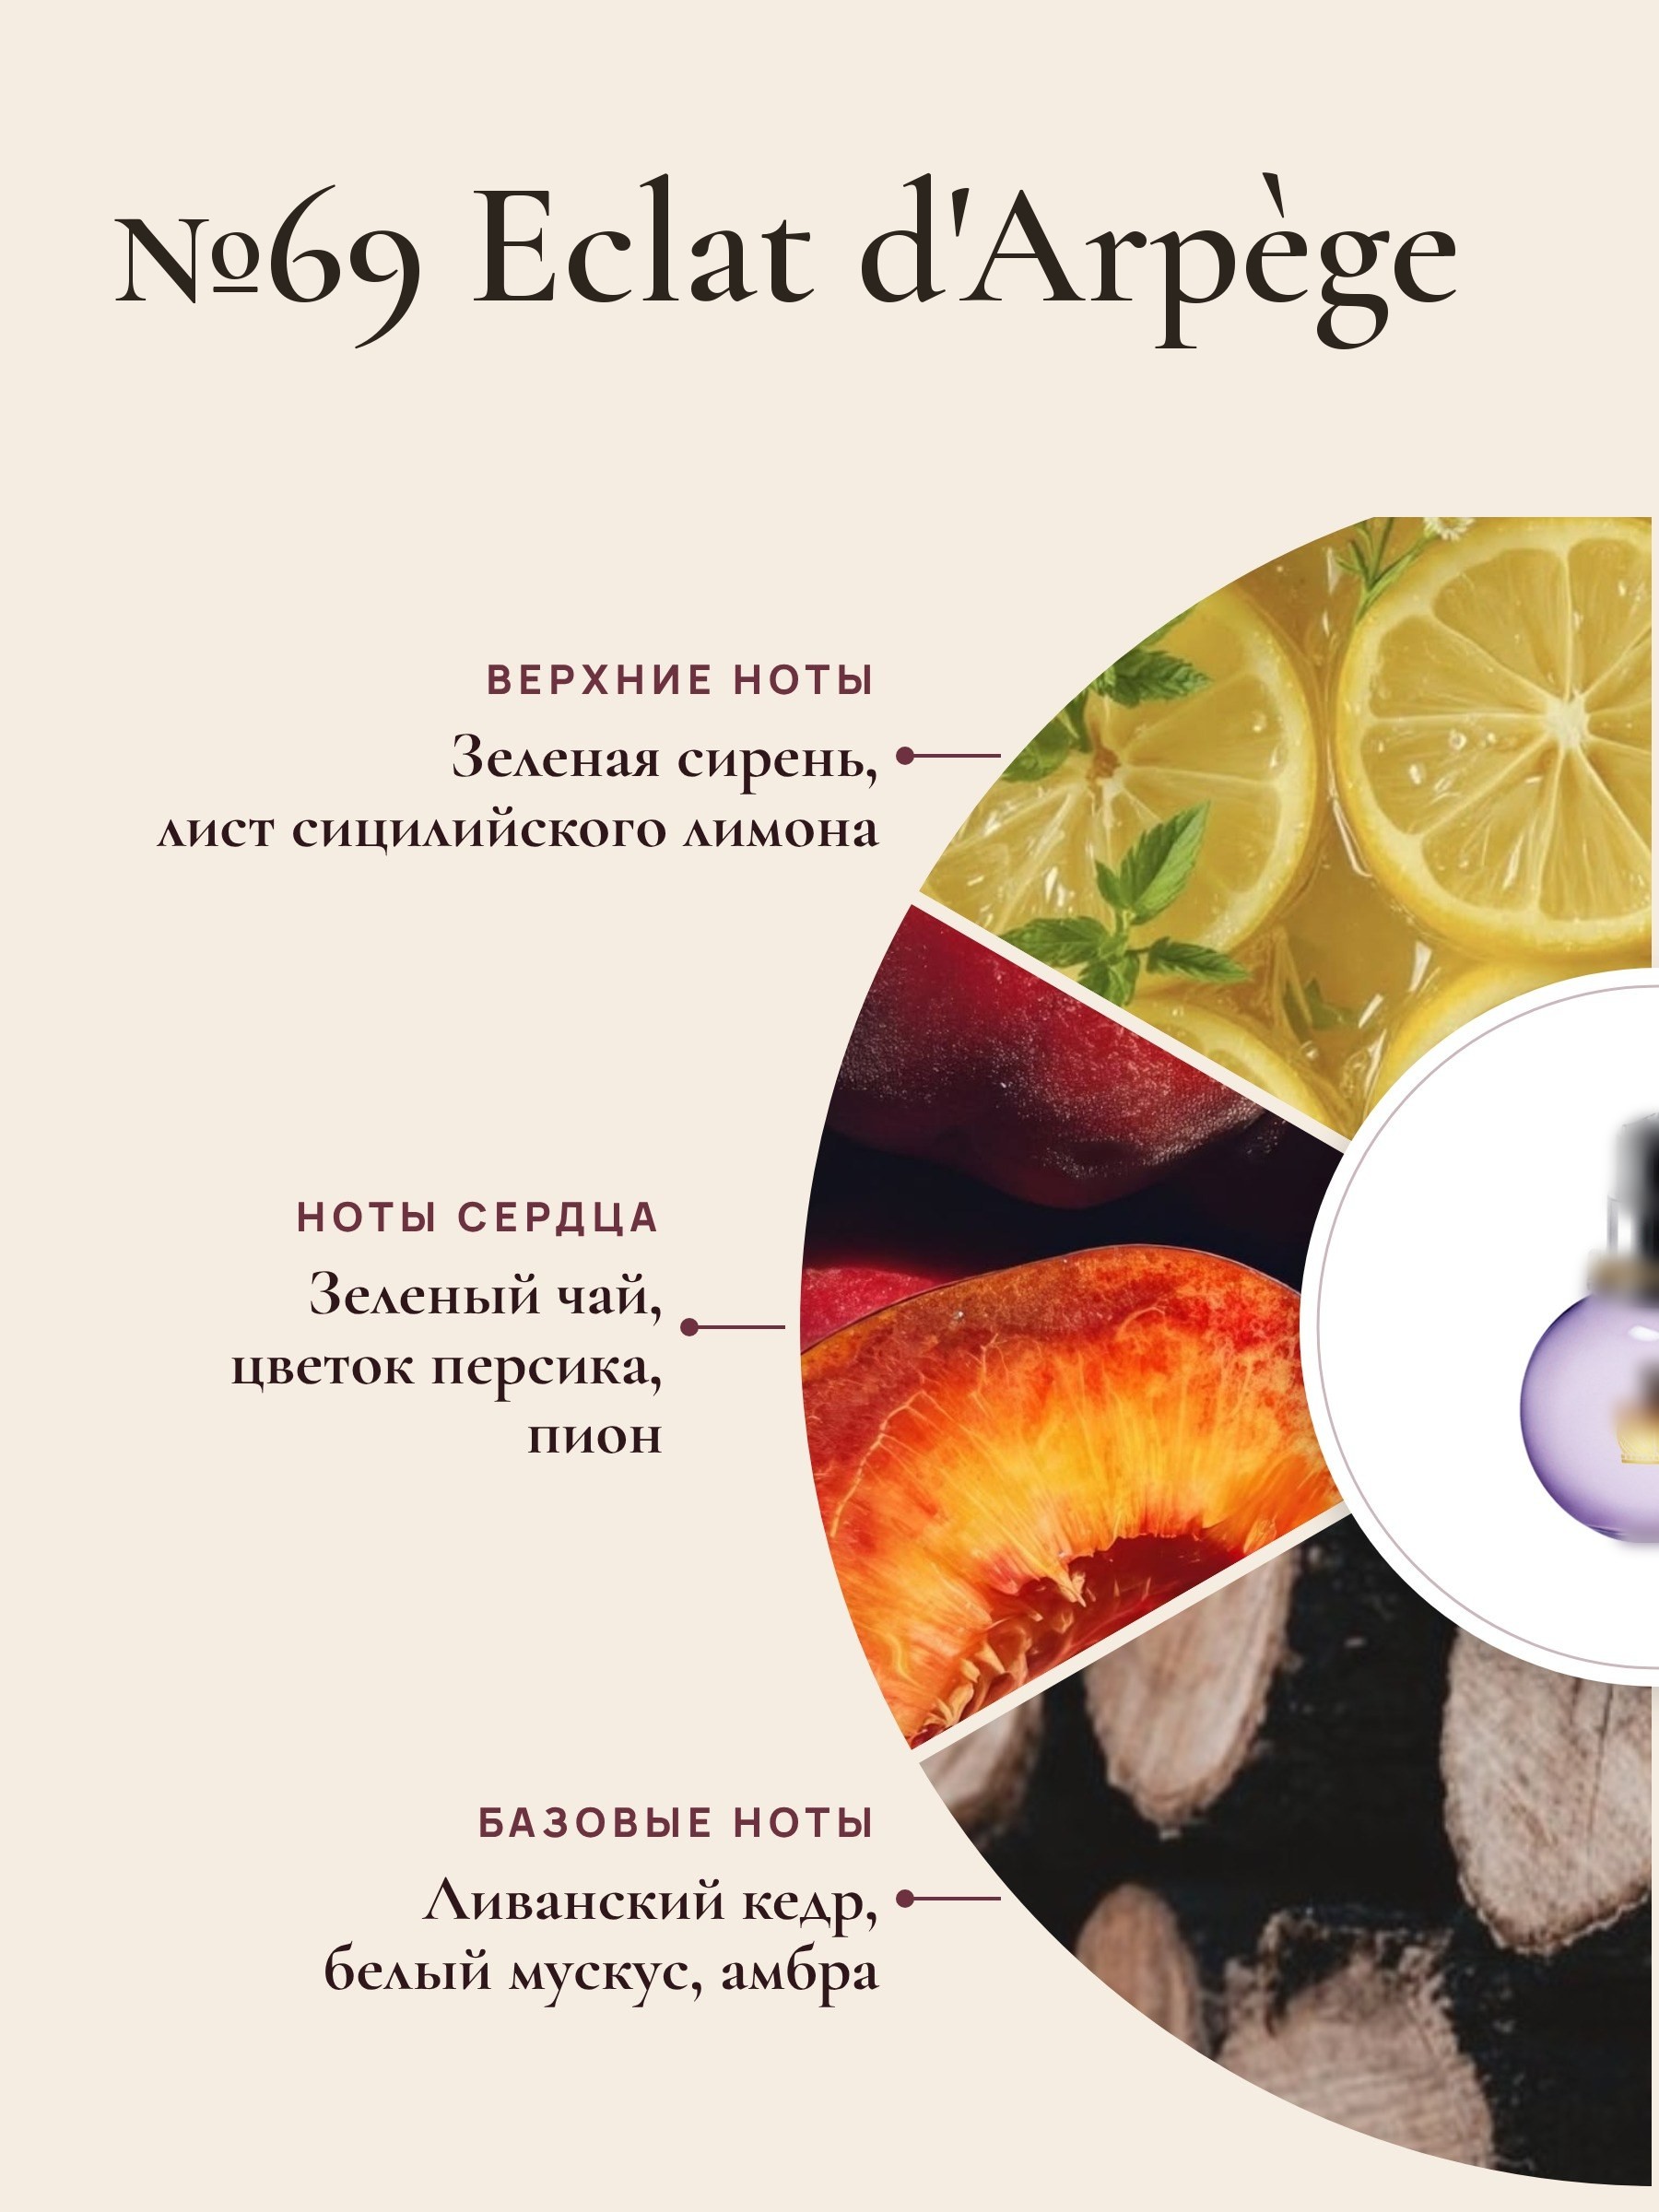 №69 Eclat d'Arpège
ВЕРХНИЕ НОТЫ
Зеленая сирень,
лист сицилийского лимона
НОТЫ СЕРДЦА
Зеленый чай,
цветок персика,
пион
БАЗОВЫЕ НОТЫ
Ливанский кедр,
белый мускус, амбра